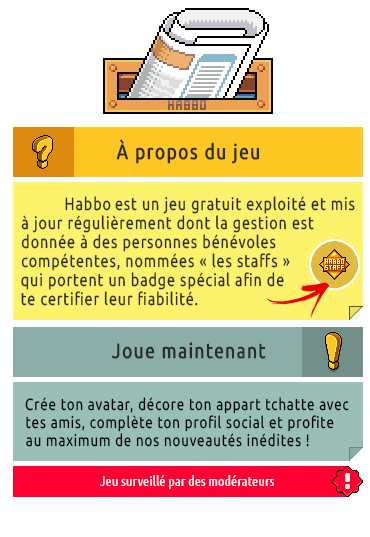 HABBO
À propos du jeu
Habbo est un jeu gratuit exploité et mis
à jour régulièrement dont la gestion est
donnée à des personnes bénévoles
compétentes, nommées « les staffs »
qui portent un badge spécial afin de
te certifier leur fiabilité.
HABBO
STAFF
Joue maintenant
Crée ton avatar, décore ton appart tchatte avec
tes amis, complète ton profil social et profite
au maximum de nos nouveautés inédites !
Jeu surveillé par des modérateurs